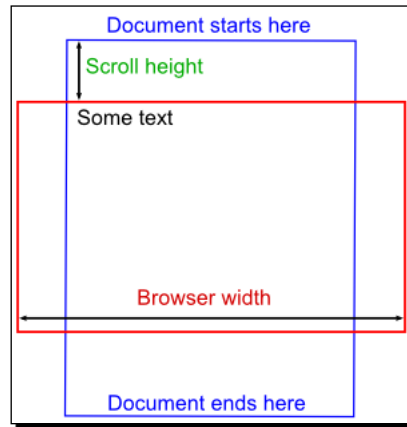 Document starts here
Scroll height
Some text
Browser width
Document ends here